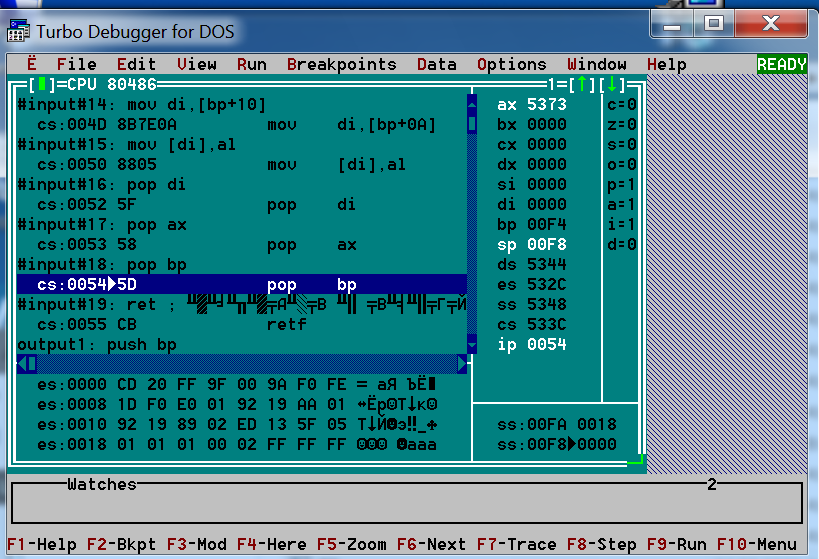 Turbo Debugger for DOS
Ё File Edit View Run Breakpoints Data Options Window Help READY
[▮]=CPU 80486 1=[↑][↓]
#input#14: mov di,[bp+10]
cs:004D 8B7E0A mov di,[bp+0A]
#input#15: mov [di],al
cs:0050 8805 mov [di],al
#input#16: pop di
cs:0052 5F pop di
#input#17: pop ax
cs:0053 58 pop ax
#input#18: pop bp
cs:0054►5D pop bp
#input#19: ret ;
cs:0055 CB retf
output1: push bp
ax 5373 c=0
bx 0000 z=0
cx 0000 s=0
dx 0000 o=0
si 0000 p=1
di 0000 a=1
bp 00F4 i=1
sp 00F8 d=0
ds 5344
es 532C
ss 5348
cs 533C
ip 0054
es:0000 CD 20 FF 9F 00 9A F0 FE = аЯ ЪЁ■
es:0008 1D F0 E0 01 92 19 AA 01 ↔Ёр☺Т↓к☺
es:0010 92 19 89 02 ED 13 5F 05 Т↓Й☻э‼_♣
es:0018 01 01 01 00 02 FF FF FF ☺☺☺ ☻
ss:00FA 0018
ss:00F8►0000
Watches 2
F1-Help F2-Bkpt F3-Mod F4-Here F5-Zoom F6-Next F7-Trace F8-Step F9-Run F10-Menu